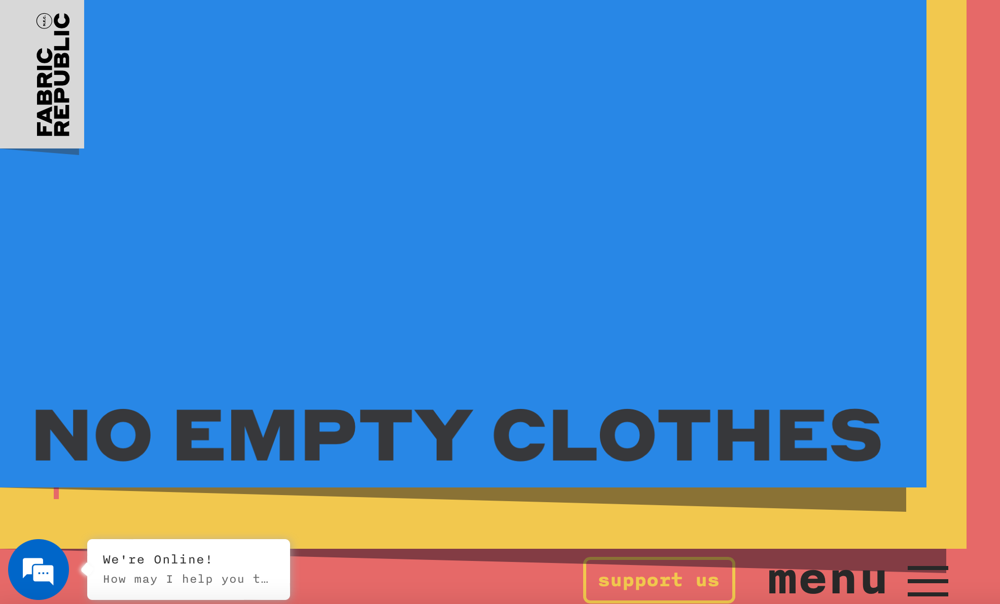 FABRIC N.E.C.
REPUBLIC
NO EMPTY CLOTHES
We're Online!
How may I help you t…
support us
menu